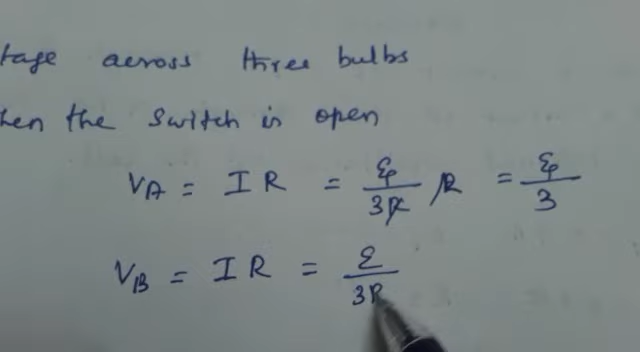 tage across three bulbs
hen the switch is open
VA = IR = ε/3R R = ε/3
VB = IR = ε/3R